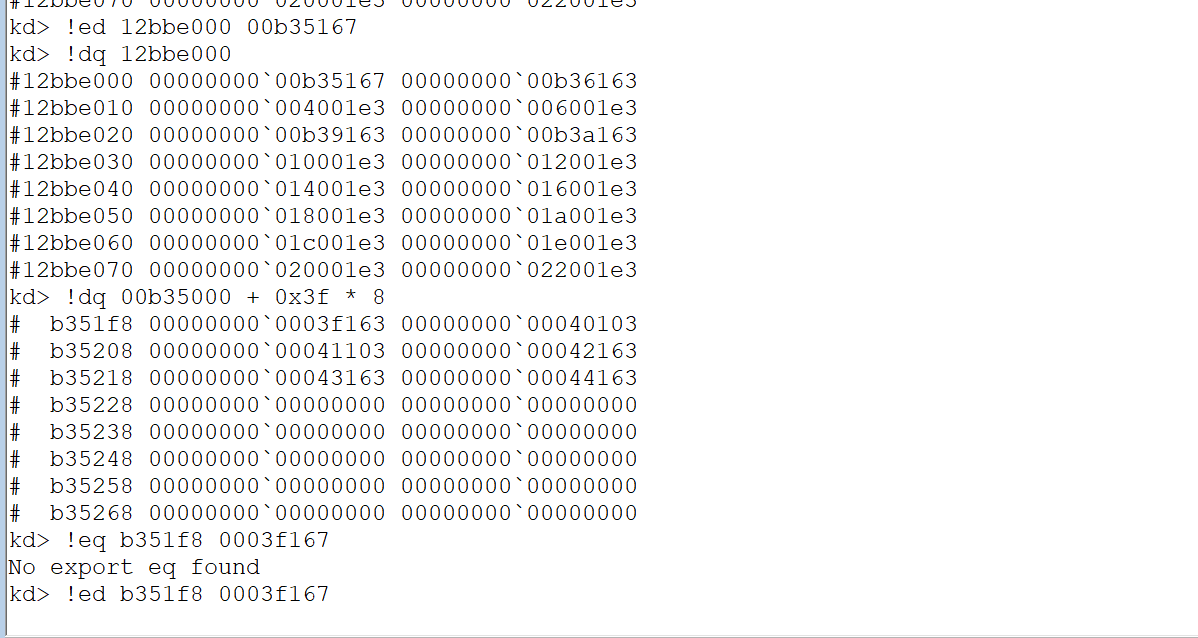 #12bbe070 00000000`020001e3 00000000`022001e3
kd> !ed 12bbe000 00b35167
kd> !dq 12bbe000
#12bbe000 00000000`00b35167 00000000`00b36163
#12bbe010 00000000`004001e3 00000000`006001e3
#12bbe020 00000000`00b39163 00000000`00b3a163
#12bbe030 00000000`010001e3 00000000`012001e3
#12bbe040 00000000`014001e3 00000000`016001e3
#12bbe050 00000000`018001e3 00000000`01a001e3
#12bbe060 00000000`01c001e3 00000000`01e001e3
#12bbe070 00000000`020001e3 00000000`022001e3
kd> !dq 00b35000 + 0x3f * 8
#  b351f8 00000000`0003f163 00000000`00040103
#  b35208 00000000`00041103 00000000`00042163
#  b35218 00000000`00043163 00000000`00044163
#  b35228 00000000`00000000 00000000`00000000
#  b35238 00000000`00000000 00000000`00000000
#  b35248 00000000`00000000 00000000`00000000
#  b35258 00000000`00000000 00000000`00000000
#  b35268 00000000`00000000 00000000`00000000
kd> !eq b351f8 0003f167
No export eq found
kd> !ed b351f8 0003f167